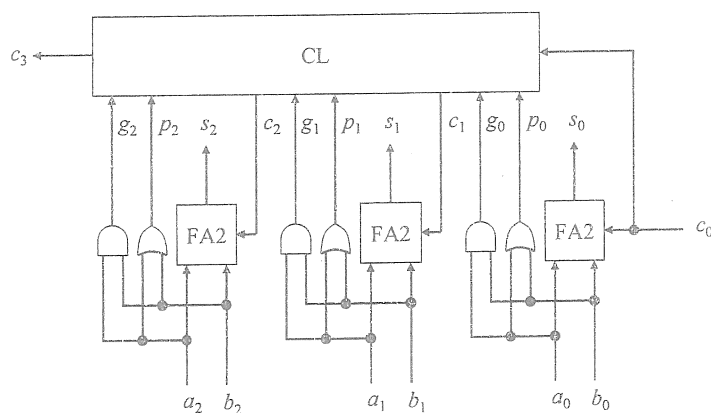 CL
c₃
g₂ p₂ s₂ c₂ g₁ p₁ s₁ c₁ g₀ p₀ s₀
FA2 FA2 FA2 c₀
a₂ b₂ a₁ b₁ a₀ b₀